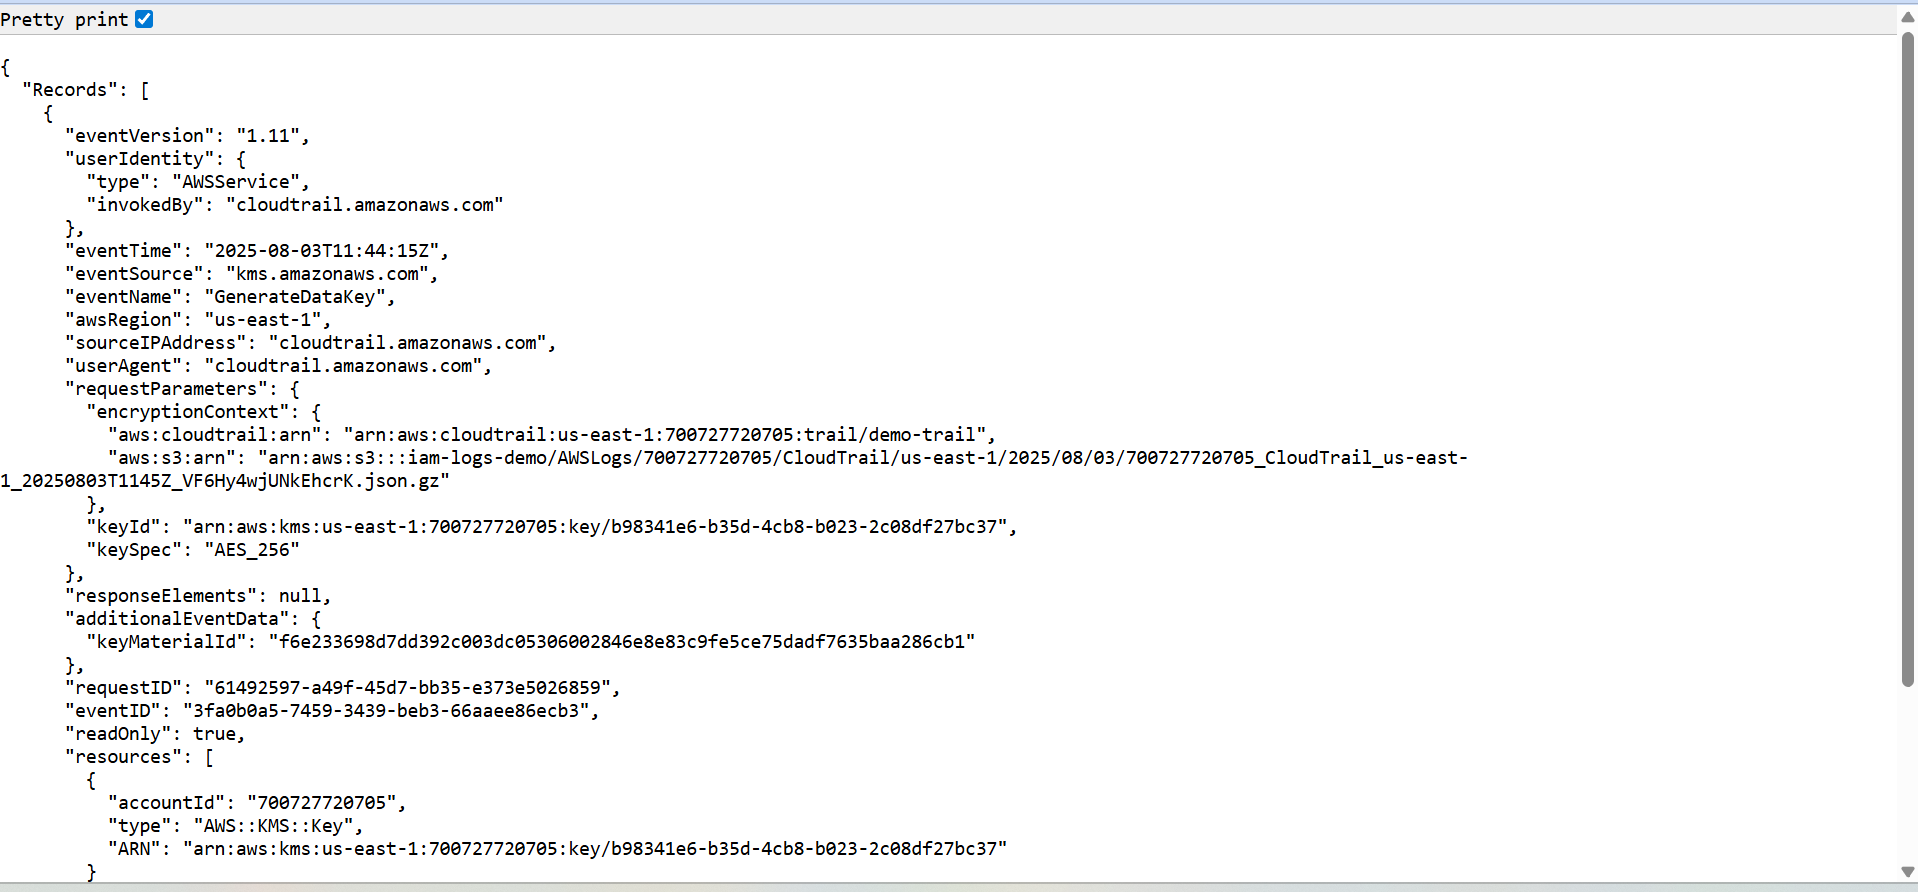 Pretty print
{
  "Records": [
    {
      "eventVersion": "1.11",
      "userIdentity": {
        "type": "AWSService",
        "invokedBy": "cloudtrail.amazonaws.com"
      },
      "eventTime": "2025-08-03T11:44:15Z",
      "eventSource": "kms.amazonaws.com",
      "eventName": "GenerateDataKey",
      "awsRegion": "us-east-1",
      "sourceIPAddress": "cloudtrail.amazonaws.com",
      "userAgent": "cloudtrail.amazonaws.com",
      "requestParameters": {
        "encryptionContext": {
          "aws:cloudtrail:arn": "arn:aws:cloudtrail:us-east-1:700727720705:trail/demo-trail",
          "aws:s3:arn": "arn:aws:s3:::iam-logs-demo/AWSLogs/700727720705/CloudTrail/us-east-1/2025/08/03/700727720705_CloudTrail_us-east-
1_20250803T1145Z_VF6Hy4wjUNkEhcrK.json.gz"
        },
        "keyId": "arn:aws:kms:us-east-1:700727720705:key/b98341e6-b35d-4cb8-b023-2c08df27bc37",
        "keySpec": "AES_256"
      },
      "responseElements": null,
      "additionalEventData": {
        "keyMaterialId": "f6e233698d7dd392c003dc05306002846e8e83c9fe5ce75dadf7635baa286cb1"
      },
      "requestID": "61492597-a49f-45d7-bb35-e373e5026859",
      "eventID": "3fa0b0a5-7459-3439-beb3-66aaee86ecb3",
      "readOnly": true,
      "resources": [
        {
          "accountId": "700727720705",
          "type": "AWS::KMS::Key",
          "ARN": "arn:aws:kms:us-east-1:700727720705:key/b98341e6-b35d-4cb8-b023-2c08df27bc37"
        }